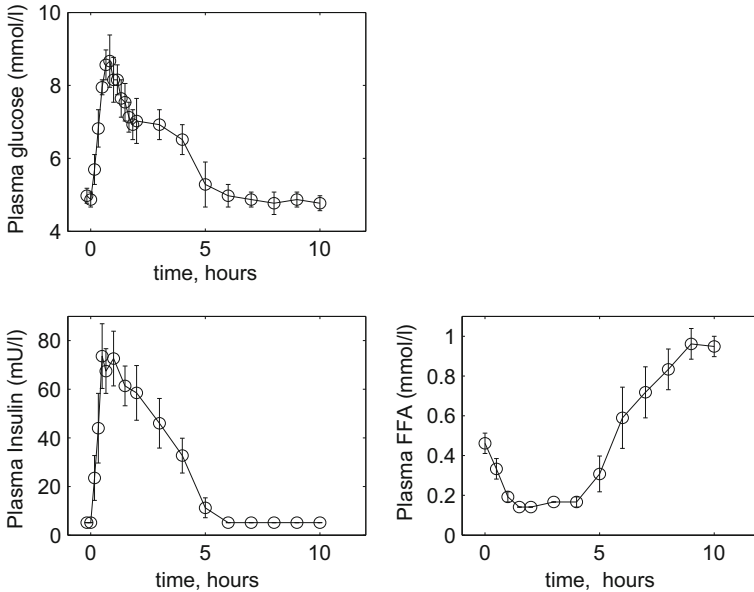 10
8
6
4
Plasma glucose (mmol/l)
0 5 10
time, hours
80
60
40
20
0
Plasma Insulin (mU/l)
0 5 10
time, hours
1
0.8
0.6
0.4
0.2
0
Plasma FFA (mmol/l)
0 5 10
time, hours